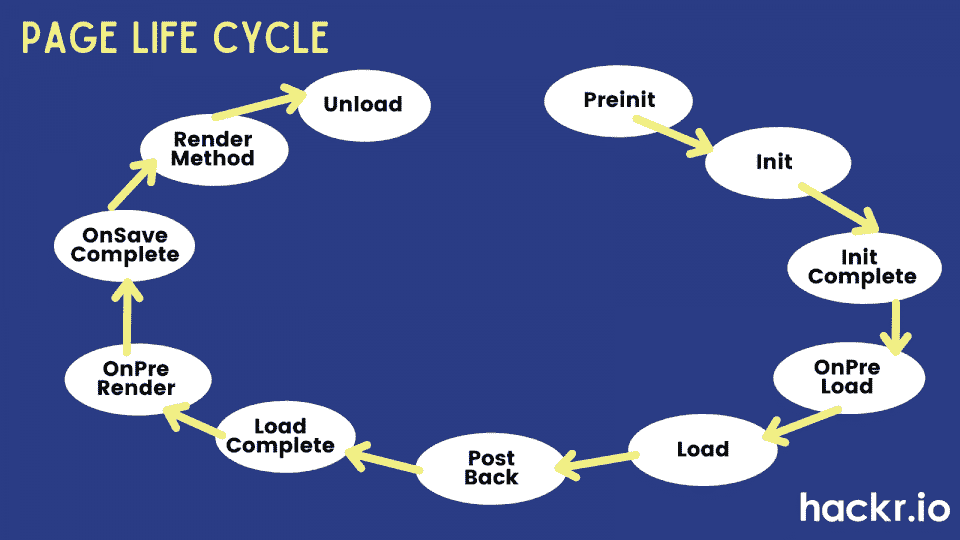 PAGE LIFE CYCLE
Preinit
Init
Init
Complete
OnPre
Load
Load
Post
Back
Load
Complete
OnPre
Render
OnSave
Complete
Render
Method
Unload
hackr.io